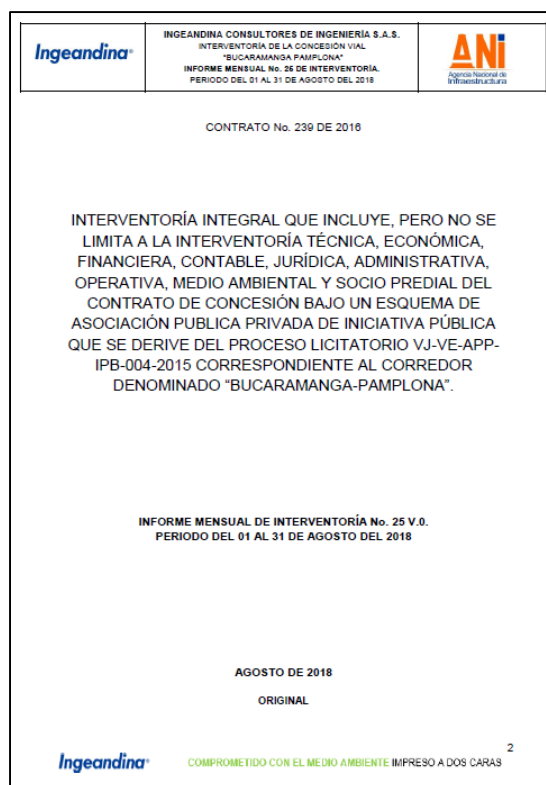 Ingeandina
INGEANDINA CONSULTORES DE INGENIERÍA S.A.S.
INTERVENTORÍA DE LA CONCESIÓN VIAL
"BUCARAMANGA PAMPLONA"
INFORME MENSUAL No. 25 DE INTERVENTORÍA.
PERIODO DEL 01 AL 31 DE AGOSTO DEL 2018
ANI
Agencia Nacional de
Infraestructura
CONTRATO No. 239 DE 2016
INTERVENTORÍA INTEGRAL QUE INCLUYE, PERO NO SE
LIMITA A LA INTERVENTORÍA TÉCNICA, ECONÓMICA,
FINANCIERA, CONTABLE, JURÍDICA, ADMINISTRATIVA,
OPERATIVA, MEDIO AMBIENTAL Y SOCIO PREDIAL DEL
CONTRATO DE CONCESIÓN BAJO UN ESQUEMA DE
ASOCIACIÓN PUBLICA PRIVADA DE INICIATIVA PÚBLICA
QUE SE DERIVE DEL PROCESO LICITATORIO VJ-VE-APP-
IPB-004-2015 CORRESPONDIENTE AL CORREDOR
DENOMINADO “BUCARAMANGA-PAMPLONA”.
INFORME MENSUAL DE INTERVENTORÍA No. 25 V.0.
PERIODO DEL 01 AL 31 DE AGOSTO DEL 2018
AGOSTO DE 2018
ORIGINAL
2
Ingeandina
COMPROMETIDO CON EL MEDIO AMBIENTE IMPRESO A DOS CARAS